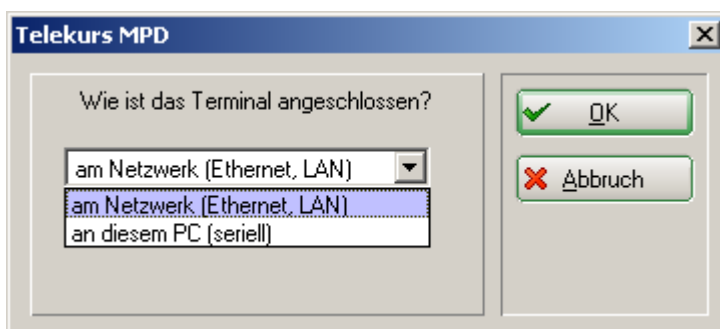 Telekurs MPD
Wie ist das Terminal angeschlossen?
am Netzwerk (Ethernet, LAN)
am Netzwerk (Ethernet, LAN)
an diesem PC (seriell)
OK
Abbruch